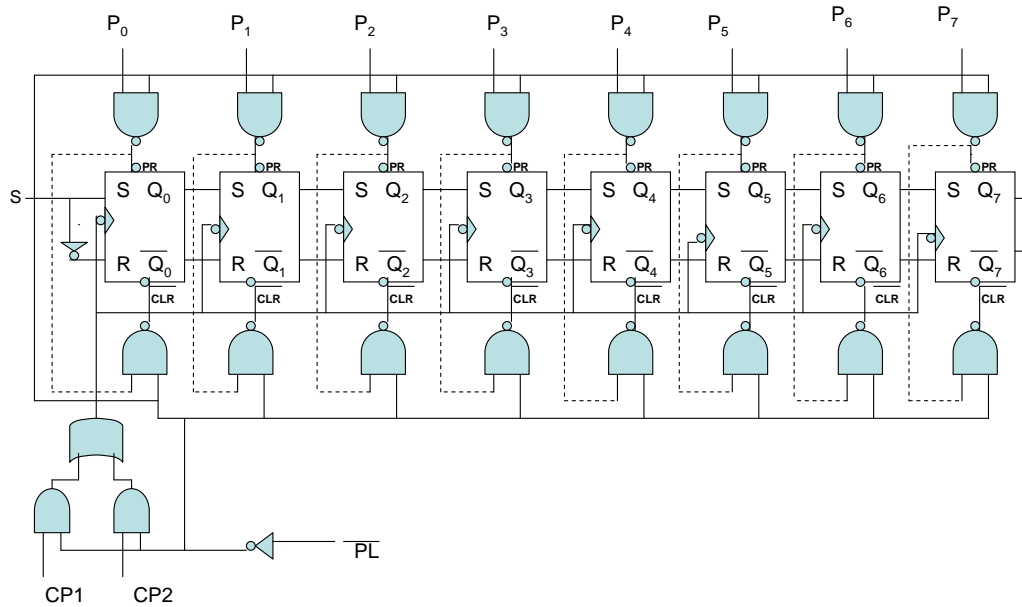 P0 P1 P2 P3 P4 P5 P6 P7
PR PR PR PR PR PR PR PR
S S Q0 S Q1 S Q2 S Q3 S Q4 S Q5 S Q6 S Q7
R Q0 R Q1 R Q2 R Q3 R Q4 R Q5 R Q6 R Q7
CLR CLR CLR CLR CLR CLR CLR CLR
PL
CP1 CP2